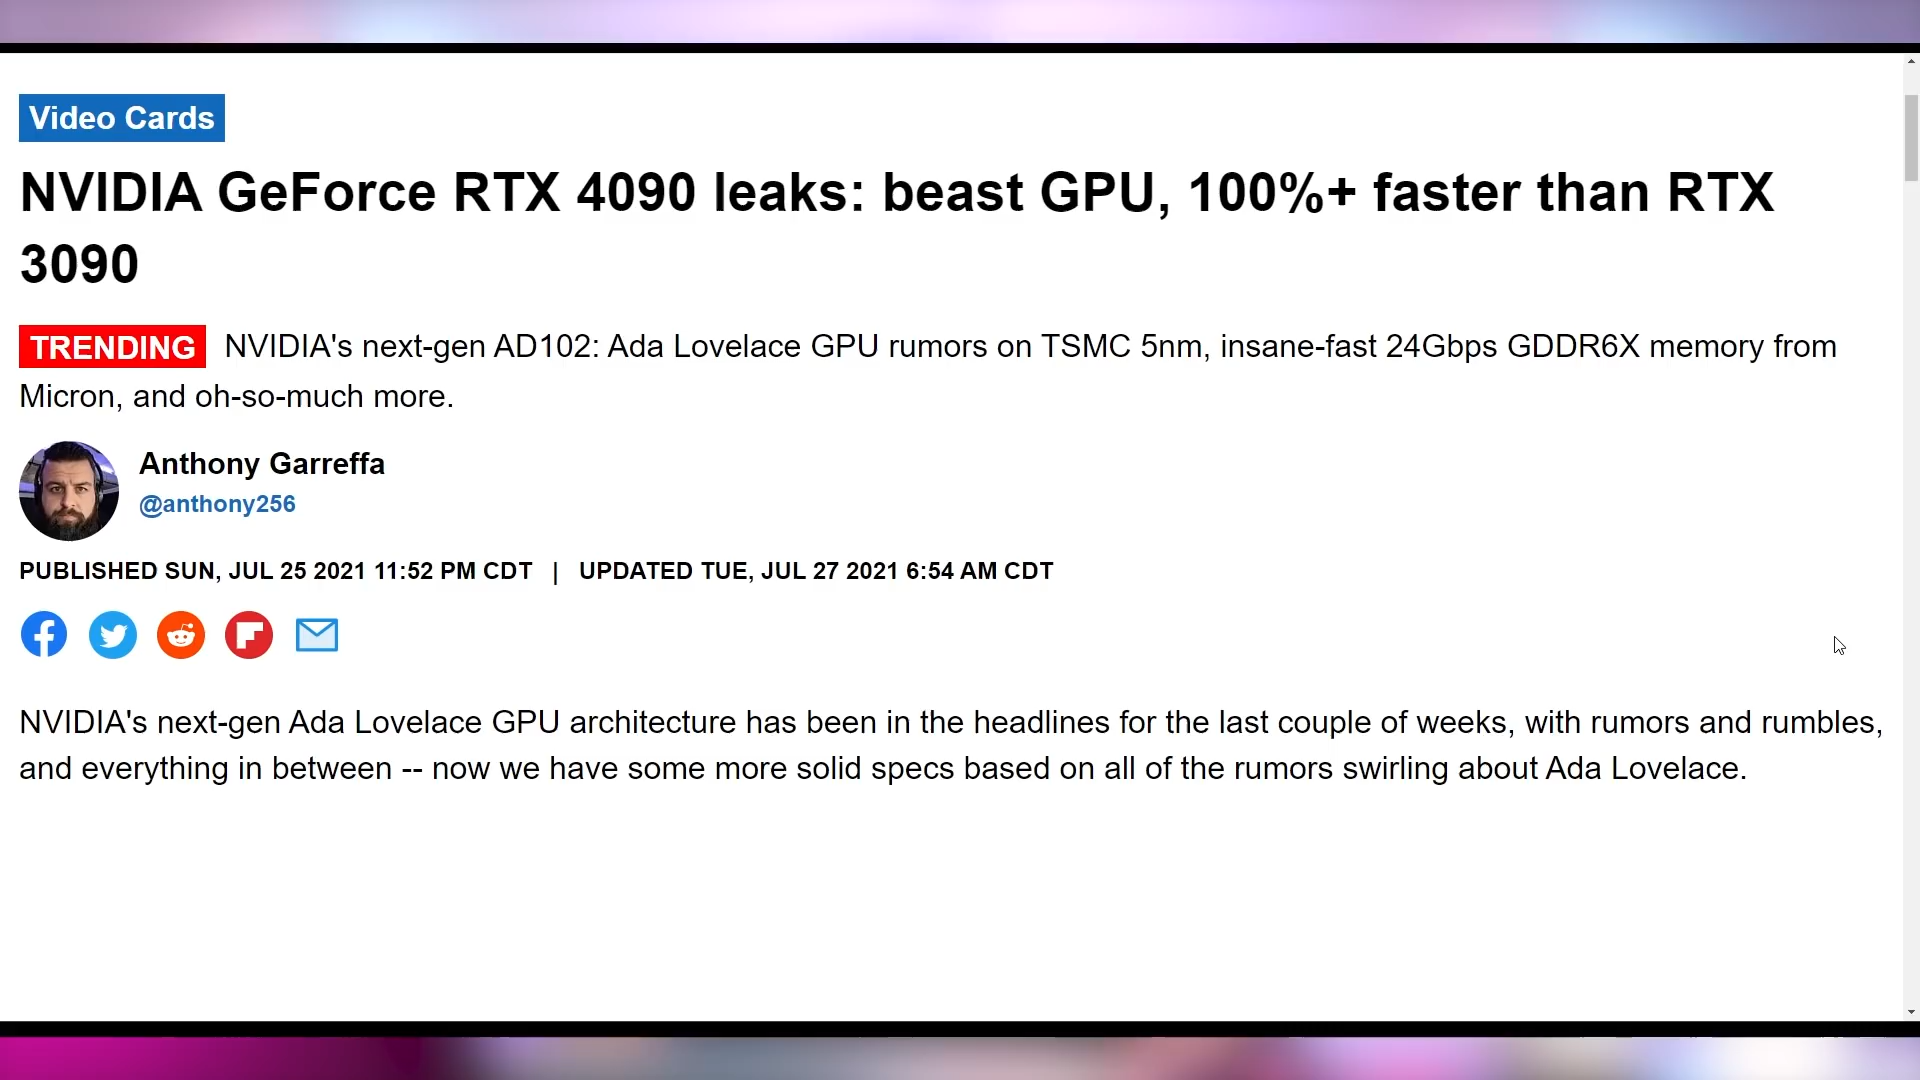 Video Cards
NVIDIA GeForce RTX 4090 leaks: beast GPU, 100%+ faster than RTX
3090
TRENDING NVIDIA's next-gen AD102: Ada Lovelace GPU rumors on TSMC 5nm, insane-fast 24Gbps GDDR6X memory from
Micron, and oh-so-much more.
Anthony Garreffa
@anthony256
PUBLISHED SUN, JUL 25 2021 11:52 PM CDT | UPDATED TUE, JUL 27 2021 6:54 AM CDT
NVIDIA's next-gen Ada Lovelace GPU architecture has been in the headlines for the last couple of weeks, with rumors and rumbles,
and everything in between -- now we have some more solid specs based on all of the rumors swirling about Ada Lovelace.